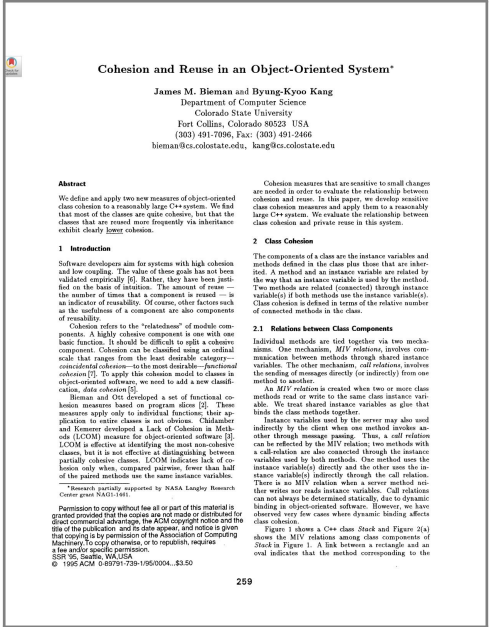 Cohesion and Reuse in an Object-Oriented System*
James M. Bieman and Byung-Kyoo Kang
Department of Computer Science
Colorado State University
Fort Collins, Colorado 80523 USA
(303) 491-7096, Fax: (303) 491-2466
bieman@cs.colostate.edu, kang@cs.colostate.edu
Abstract
We define and apply two new measures of object-oriented
class cohesion to a reasonably large C++ system. We find
that most of the classes are quite cohesive, but that the
classes that are reused more frequently via inheritance
exhibit clearly lower cohesion.
1 Introduction
Software developers aim for systems with high cohesion
and low coupling. The value of these goals has not been
validated empirically [6]. Rather, they have been justi-
fied on the basis of intuition. The amount of reuse —
the number of times that a component is reused — is
an indicator of reusability. Of course, other factors such
as the usefulness of a component are also components
of reusability.
Cohesion refers to the "relatedness" of module com-
ponents. A highly cohesive component is one with one
basic function. It should be difficult to split a cohesive
component. Cohesion can be classified using an ordinal
scale that ranges from the least desirable category—
coincidental cohesion—to the most desirable—functional
cohesion [7]. To apply this cohesion model to classes in
object-oriented software, we need to add a new classifi-
cation, data cohesion [5].
Bieman and Ott developed a set of functional co-
hesion measures based on program slices [2]. These
measures apply only to individual functions; their ap-
plication to entire classes is not obvious. Chidamber
and Kemerer developed a Lack of Cohesion in Meth-
ods (LCOM) measure for object-oriented software [3].
LCOM is effective at identifying the most non-cohesive
classes, but it is not effective at distinguishing between
partially cohesive classes. LCOM indicates lack of co-
hesion only when, compared pairwise, fewer than half
of the paired methods use the same instance variables.
*Research partially supported by NASA Langley Research
Center grant NAG1-1461.
Permission to copy without fee all or part of this material is
granted provided that the copies are not made or distributed for
direct commercial advantage, the ACM copyright notice and the
title of the publication and its date appear, and notice is given
that copying is by permission of the Association of Computing
Machinery.To copy otherwise, or to republish, requires
a fee and/or specific permission.
SSR '95, Seattle, WA,USA
© 1995 ACM 0-89791-739-1/95/0004...$3.50
Cohesion measures that are sensitive to small changes
are needed in order to evaluate the relationship between
cohesion and reuse. In this paper, we develop sensitive
class cohesion measures and apply them to a reasonably
large C++ system. We evaluate the relationship between
class cohesion and private reuse in this system.
2 Class Cohesion
The components of a class are the instance variables and
methods defined in the class plus those that are inher-
ited. A method and an instance variable are related by
the way that an instance variable is used by the method.
Two methods are related (connected) through instance
variable(s) if both methods use the instance variable(s).
Class cohesion is defined in terms of the relative number
of connected methods in the class.
2.1 Relations between Class Components
Individual methods are tied together via two mecha-
nisms. One mechanism, MIV relations, involves com-
munication between methods through shared instance
variables. The other mechanism, call relations, involves
the sending of messages directly (or indirectly) from one
method to another.
An MIV relation is created when two or more class
methods read or write to the same class instance vari-
able. We treat shared instance variables as glue that
binds the class methods together.
Instance variables used by the server may also used
indirectly by the client when one method invokes an-
other through message passing. Thus, a call relation
can be reflected by the MIV relation; two methods with
a call-relation are also connected through the instance
variables used by both methods. One method uses the
instance variable(s) directly and the other uses the in-
stance variable(s) indirectly through the call relation.
There is no MIV relation when a server method nei-
ther writes nor reads instance variables. Call relations
can not always be determined statically, due to dynamic
binding in object-oriented software. However, we have
observed very few cases where dynamic binding affects
class cohesion.
Figure 1 shows a C++ class Stack and Figure 2(a)
shows the MIV relations among class components of
Stack in Figure 1. A link between a rectangle and an
oval indicates that the method corresponding to the
259